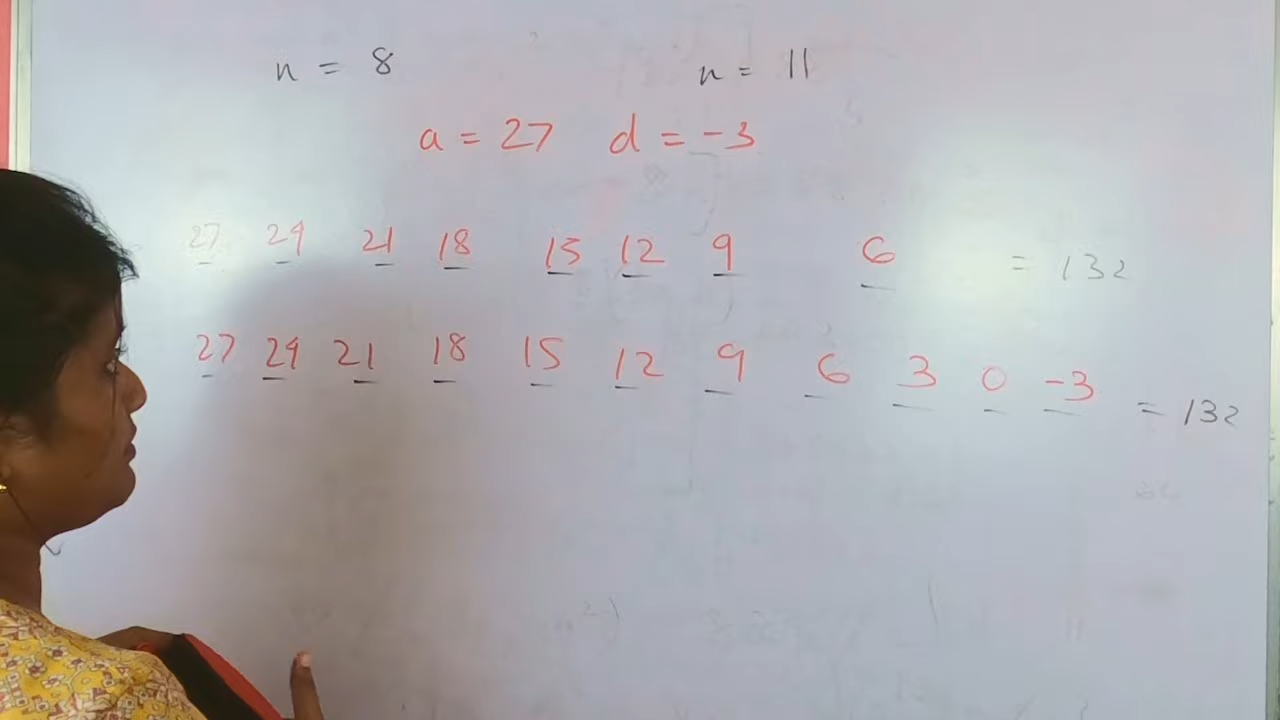 n = 8 n = 11
a = 27 d = -3
27 24 21 18 15 12 9 6 = 132
27 24 21 18 15 12 9 6 3 0 -3 = 132